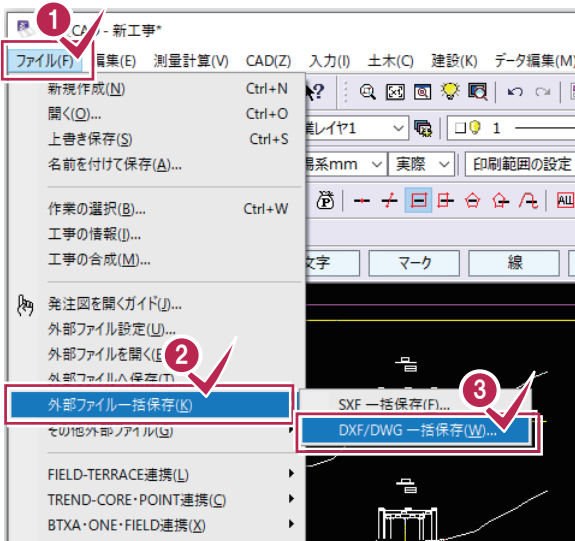 1
CAD - 新工事*
ファイル(F) 編集(E) 測量計算(V) CAD(Z) 入力(I) 土木(C) 建設(K) データ編集(M)
新規作成(N) Ctrl+N
開く(O)... Ctrl+O
上書き保存(S) Ctrl+S
名前を付けて保存(A)...
作業の選択(B)... Ctrl+W
工事の情報(J)...
工事の合成(M)...
発注図を開くガイド(J)...
外部ファイル設定(U)...
外部ファイルを開く(E)
2
外部ファイルへ保存(T)
外部ファイル一括保存(K)
その他外部ファイル(G)
FIELD-TERRACE連携(L)
TREND-CORE・POINT連携(C)
BTXA・ONE・FIELD連携(X)
業レイヤ1 1
系mm 実際 印刷範囲の設定
ALL
文字 マーク 線
3
SXF 一括保存(F)...
DXF/DWG 一括保存(W)...